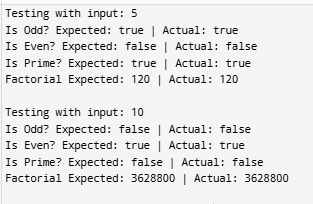 Testing with input: 5
Is Odd? Expected: true | Actual: true
Is Even? Expected: false | Actual: false
Is Prime? Expected: true | Actual: true
Factorial Expected: 120 | Actual: 120

Testing with input: 10
Is Odd? Expected: false | Actual: false
Is Even? Expected: true | Actual: true
Is Prime? Expected: false | Actual: false
Factorial Expected: 3628800 | Actual: 3628800